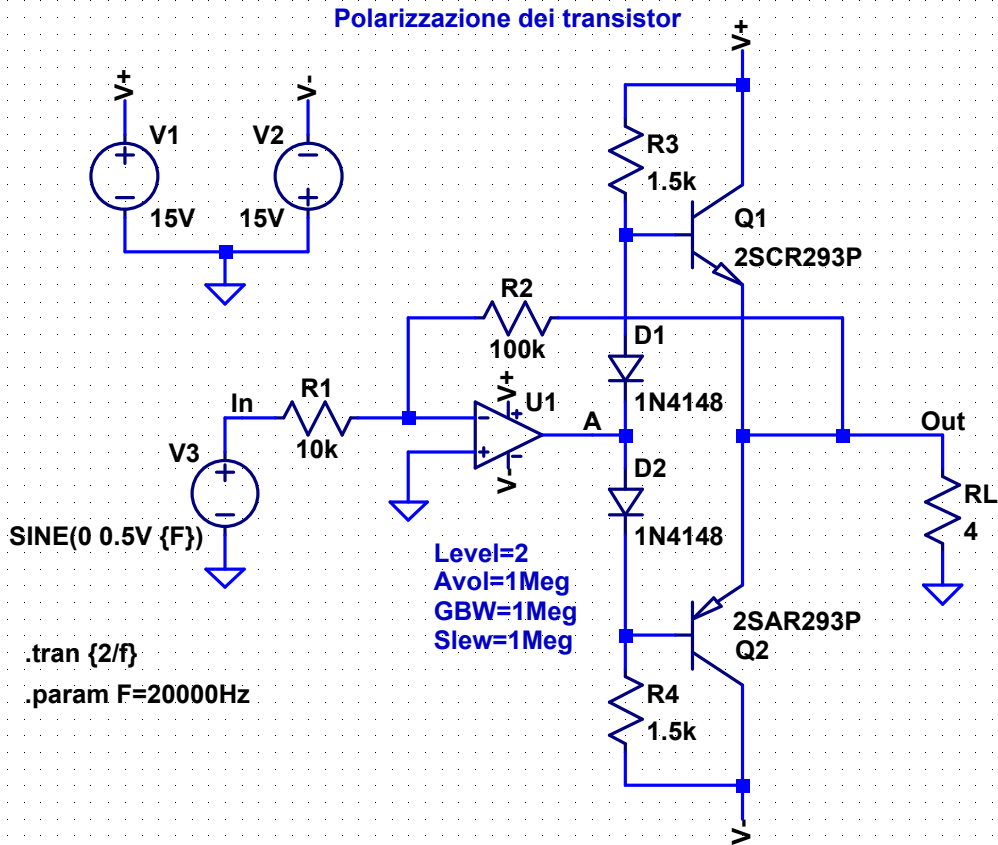 Polarizzazione dei transistor
V+
V+
V-
V1
V2
15V
15V
R3
1.5k
Q1
2SCR293P
R2
100k
D1
1N4148
V+
U1
A
In
R1
10k
V3
SINE(0 0.5V {F})
V-
D2
1N4148
Out
RL
4
Level=2
Avol=1Meg
GBW=1Meg
Slew=1Meg
2SAR293P
Q2
.tran {2/f}
.param F=20000Hz
R4
1.5k
V-